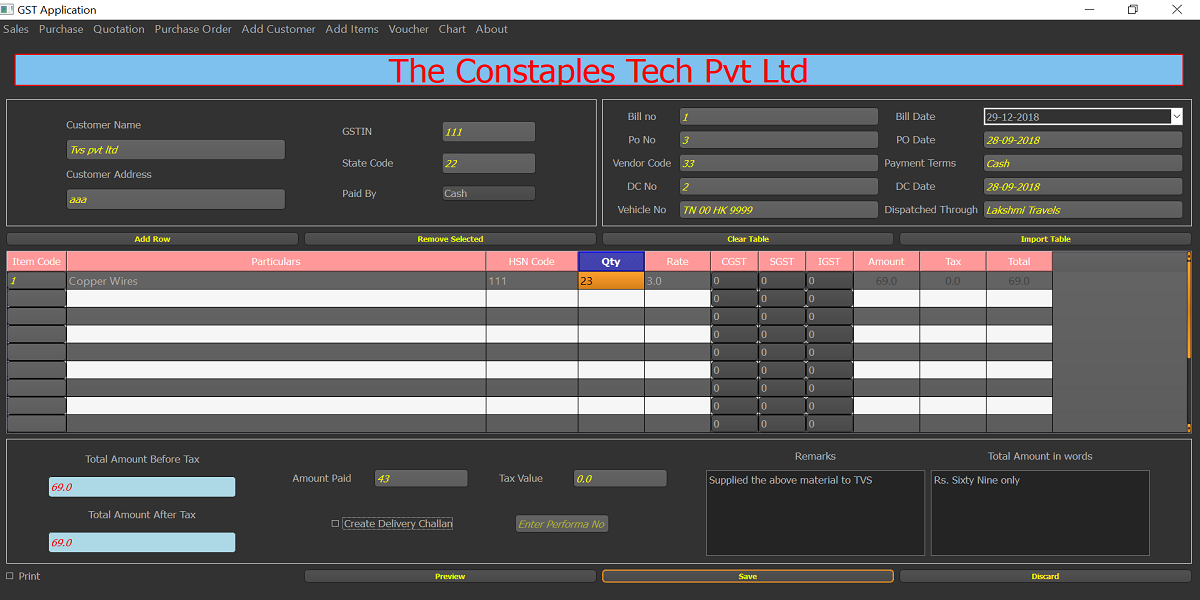 GST Application
Sales Purchase Quotation Purchase Order Add Customer Add Items Voucher Chart About
The Constaples Tech Pvt Ltd
Customer Name
Tvs pvt ltd
Customer Address
aaa
GSTIN 111
State Code 22
Paid By Cash
Bill no 1 Bill Date 29-12-2018
Po No 3 PO Date 28-09-2018
Vendor Code 33 Payment Terms Cash
DC No 2 DC Date 28-09-2018
Vehicle No TN 00 HK 9999 Dispatched Through Lakshmi Travels
Add Row Remove Selected Clear Table Import Table
Item Code Particulars HSN Code Qty Rate CGST SGST IGST Amount Tax Total
1 Copper Wires 111 23 3.0 0 0 0 69.0 0.0 69.0
0 0 0
0 0 0
0 0 0
0 0 0
0 0 0
0 0 0
0 0 0
0 0 0
Total Amount Before Tax
69.0
Total Amount After Tax
69.0
Amount Paid 43 Tax Value 0.0
Create Delivery Challan Enter Performa No
Remarks
Supplied the above material to TVS
Total Amount in words
Rs. Sixty Nine only
Print Preview Save Discard